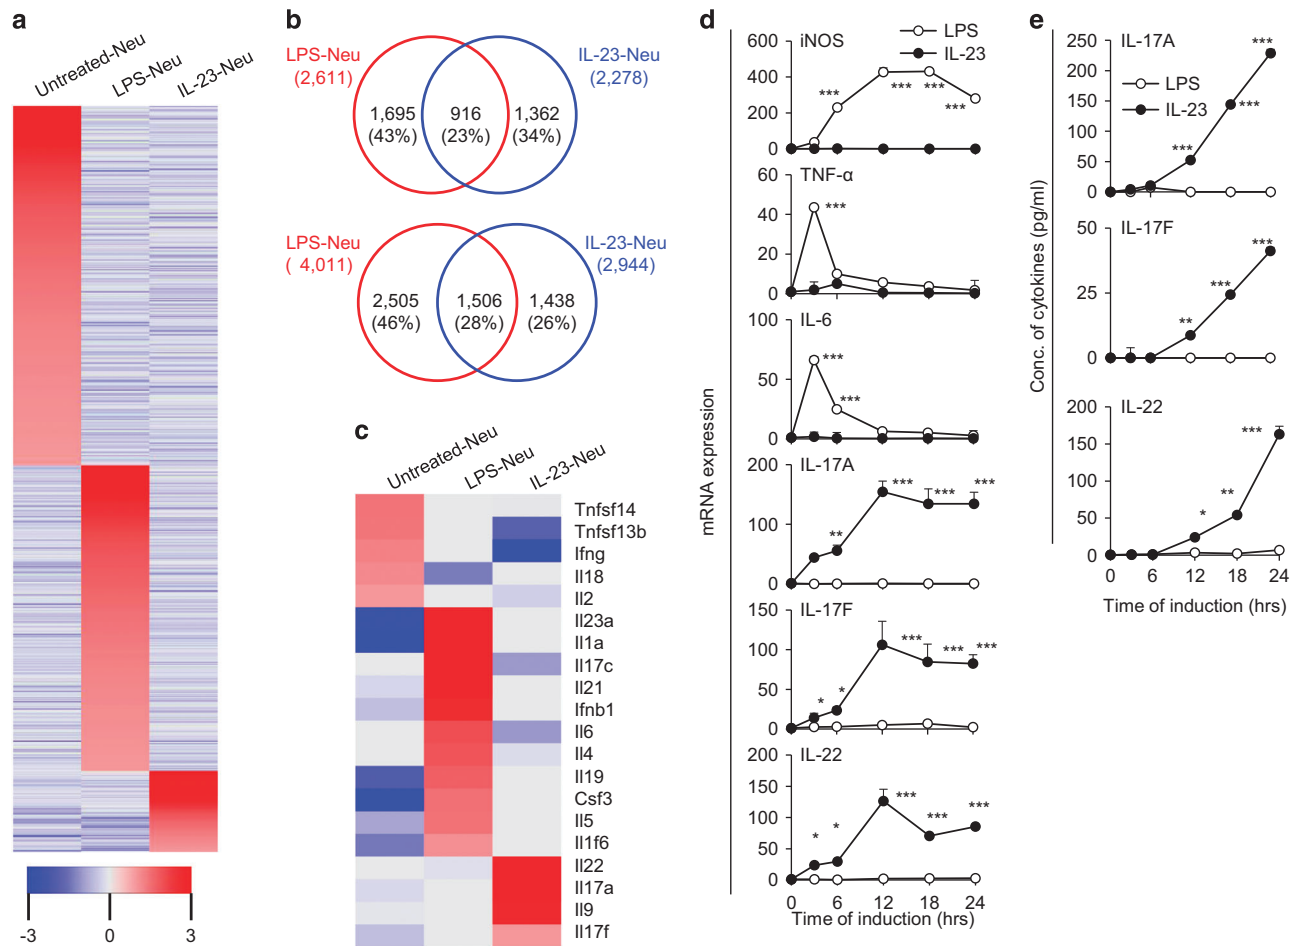 a
Untreated-Neu
LPS-Neu
IL-23-Neu
-3 0 3
b
LPS-Neu
(2,611)
IL-23-Neu
(2,278)
1,695
(43%)
916
(23%)
1,362
(34%)
LPS-Neu
( 4,011)
IL-23-Neu
(2,944)
2,505
(46%)
1,506
(28%)
1,438
(26%)
c
Untreated-Neu
LPS-Neu
IL-23-Neu
Tnfsf14
Tnfsf13b
Ifng
Il18
Il2
Il23a
Il1a
Il17c
Il21
Ifnb1
Il6
Il4
Il19
Csf3
Il5
Il1f6
Il22
Il17a
Il9
Il17f
d
LPS
IL-23
mRNA expression
iNOS
600
400
200
0
***
***
***
***
TNF-α
60
40
20
0
***
IL-6
100
50
0
***
***
IL-17A
200
100
0
**
***
***
***
IL-17F
150
100
50
0
*
*
***
***
***
IL-22
200
150
100
50
0
*
*
***
***
***
0 6 12 18 24
Time of induction (hrs)
e
Conc. of cytokines (pg/ml)
IL-17A
LPS
IL-23
250
200
150
100
50
0
***
***
***
IL-17F
50
25
0
**
***
***
IL-22
200
150
100
50
0
*
**
***
0 6 12 18 24
Time of induction (hrs)